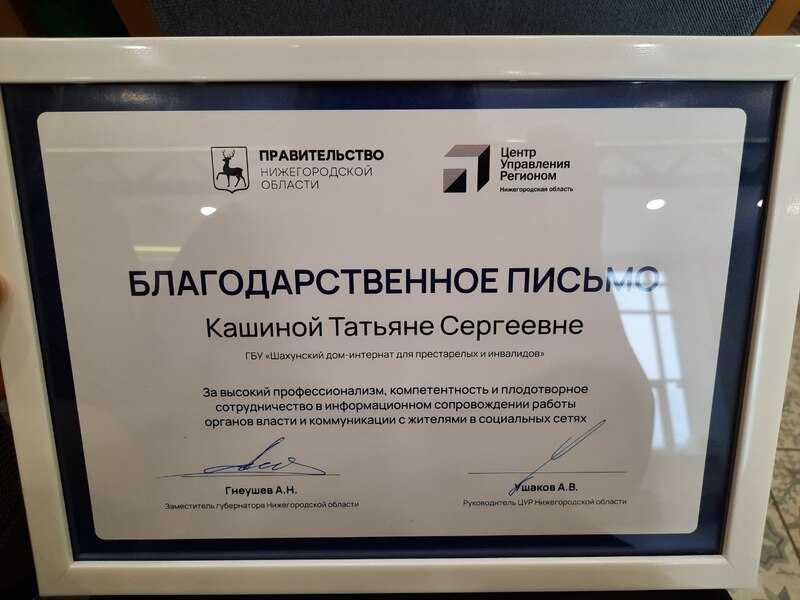 ПРАВИТЕЛЬСТВО
НИЖЕГОРОДСКОЙ
ОБЛАСТИ
Центр
Управления
Регионом
Нижегородская область
БЛАГОДАРСТВЕННОЕ ПИСЬМО
Кашиной Татьяне Сергеевне
ГБУ «Шахунский дом-интернат для престарелых и инвалидов»
За высокий профессионализм, компетентность и плодотворное
сотрудничество в информационном сопровождении работы
органов власти и коммуникации с жителями в социальных сетях
Гнеушев А.Н.
Заместитель губернатора Нижегородской области
Ушаков А.В.
Руководитель ЦУР Нижегородской области